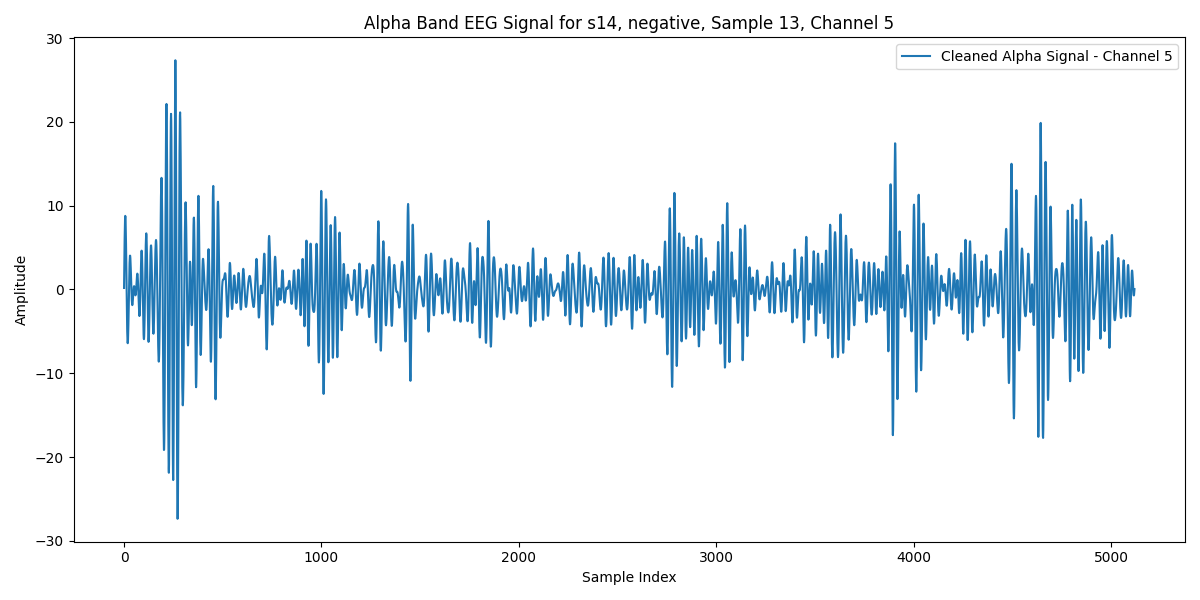 Alpha Band EEG Signal for s14, negative, Sample 13, Channel 5
Cleaned Alpha Signal - Channel 5
Amplitude
30
20
10
0
−10
−20
−30
0 1000 2000 3000 4000 5000
Sample Index